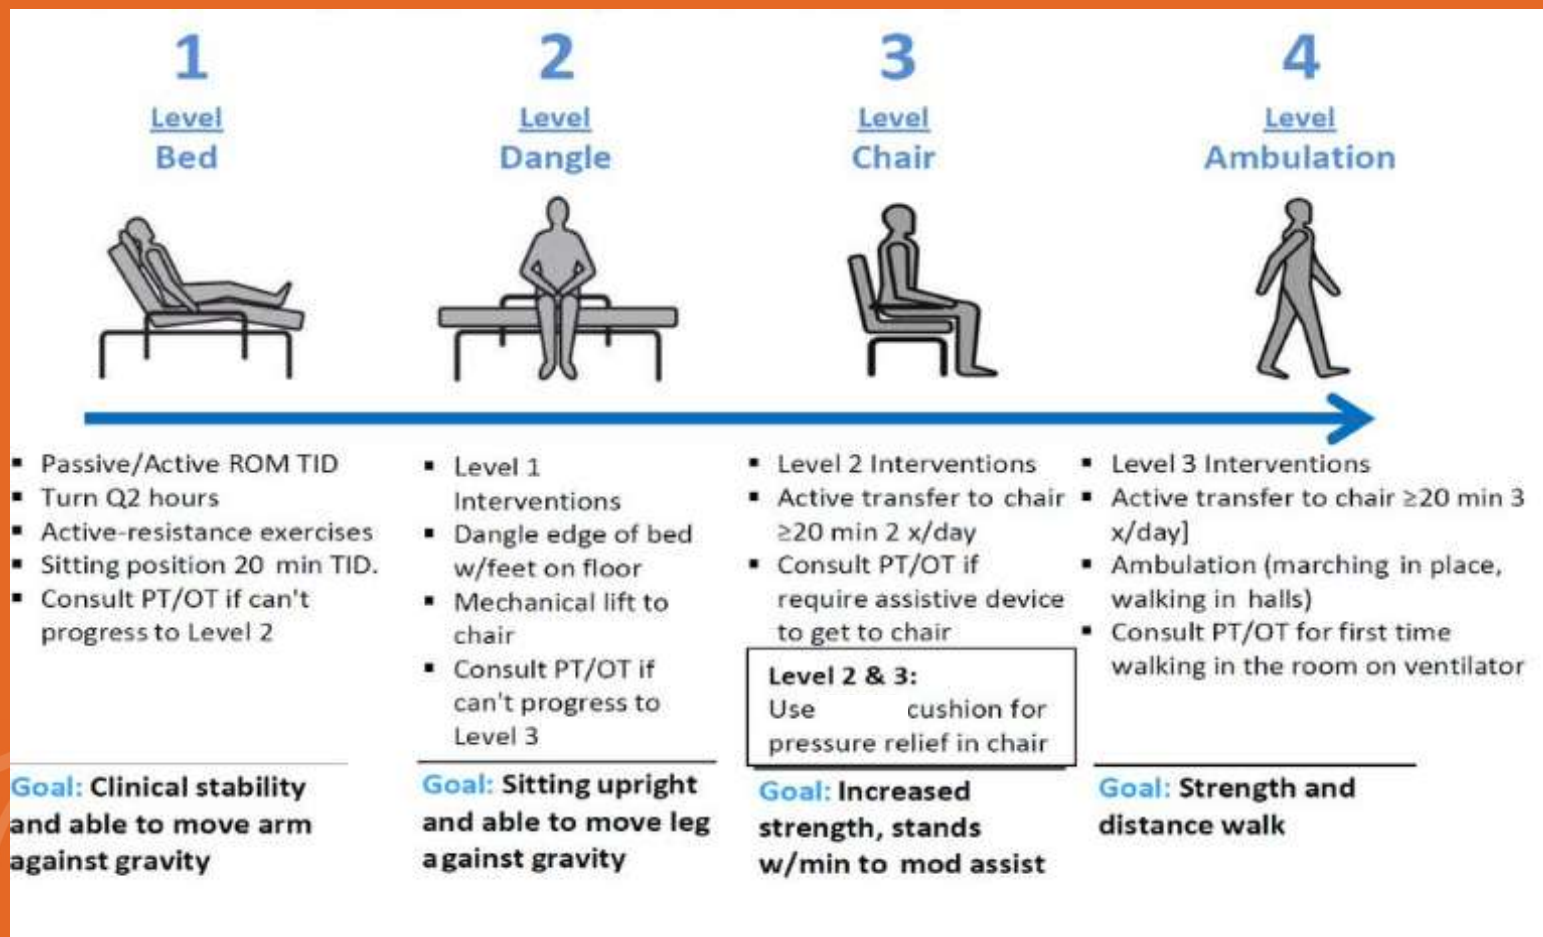 1
Level
Bed
2
Level
Dangle
3
Level
Chair
4
Level
Ambulation
▪ Passive/Active ROM TID
▪ Turn Q2 hours
▪ Active-resistance exercises
▪ Sitting position 20 min TID.
▪ Consult PT/OT if can't
progress to Level 2
Goal: Clinical stability
and able to move arm
against gravity
▪ Level 1
Interventions
▪ Dangle edge of bed
w/feet on floor
▪ Mechanical lift to
chair
▪ Consult PT/OT if
can't progress to
Level 3
Goal: Sitting upright
and able to move leg
against gravity
▪ Level 2 Interventions
▪ Active transfer to chair
≥20 min 2 x/day
▪ Consult PT/OT if
require assistive device
to get to chair
Level 2 & 3:
Use cushion for
pressure relief in chair
Goal: Increased
strength, stands
w/min to mod assist
▪ Level 3 Interventions
▪ Active transfer to chair ≥20 min 3
x/day]
▪ Ambulation (marching in place,
walking in halls)
▪ Consult PT/OT for first time
walking in the room on ventilator
Goal: Strength and
distance walk